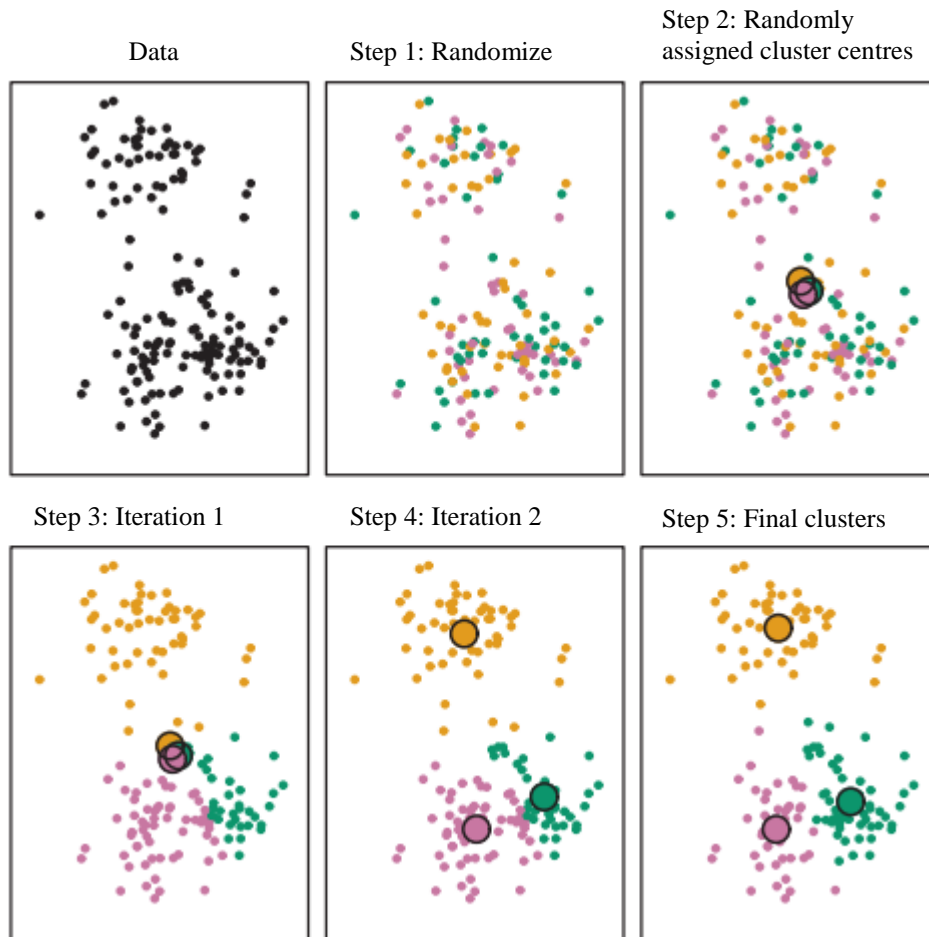 Data
Step 1: Randomize
Step 2: Randomly
assigned cluster centres
Step 3: Iteration 1
Step 4: Iteration 2
Step 5: Final clusters